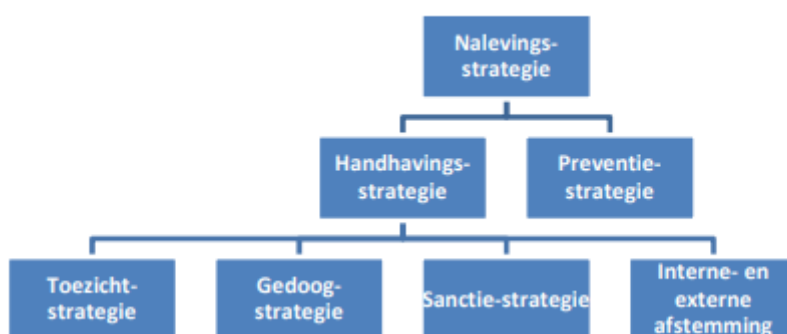 Nalevings-
strategie
Handhavings-
strategie
Preventie-
strategie
Toezicht-
strategie
Gedoog-
strategie
Sanctie-strategie
Interne- en
externe
afstemming